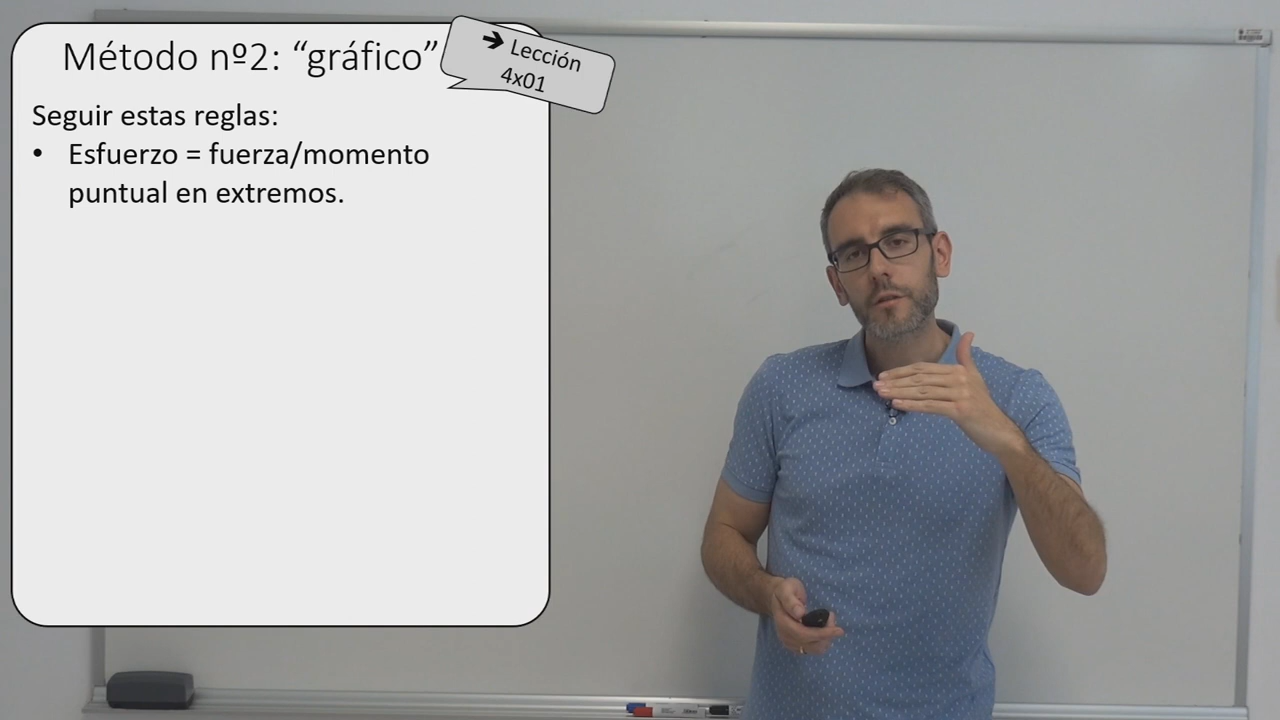 Método nº2: “gráfico”
➔ Lección
4x01
Seguir estas reglas:
• Esfuerzo = fuerza/momento
puntual en extremos.